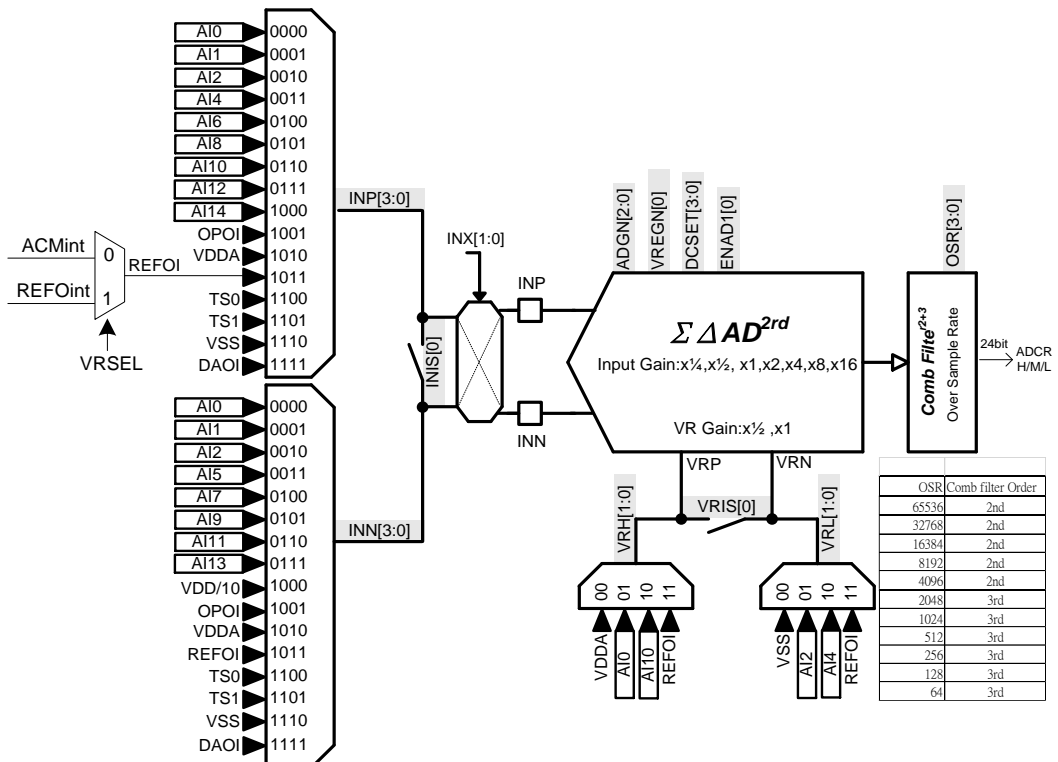 AI0 0000
AI1 0001
AI2 0010
AI4 0011
AI6 0100
AI8 0101
AI10 0110
AI12 0111
AI14 1000
OPOI 1001
VDDA 1010
REFOI 1011
TS0 1100
TS1 1101
VSS 1110
DAOI 1111
ACMint 0
REFOint 1
VRSEL
INP[3:0]
INIS[0]
INX[1:0]
INP
INN
AI0 0000
AI1 0001
AI2 0010
AI5 0011
AI7 0100
AI9 0101
AI11 0110
AI13 0111
VDD/10 1000
OPOI 1001
VDDA 1010
REFOI 1011
TS0 1100
TS1 1101
VSS 1110
DAOI 1111
INN[3:0]
ADGN[2:0]
VREGN[0]
DCSET[3:0]
ENAD1[0]
ΣΔAD2rd
Input Gain:x¼,x½, x1,x2,x4,x8,x16
VR Gain:x½ ,x1
VRP
VRN
VRIS[0]
VRH[1:0]
VRL[1:0]
00 01 10 11
VDDA AI0 AI10 REFOI
00 01 10 11
VSS AI2 AI4 REFOI
OSR[3:0]
Comb Filter2+3
Over Sample Rate
24bit
ADCR
H/M/L
OSR Comb filter Order
65536 2nd
32768 2nd
16384 2nd
8192 2nd
4096 2nd
2048 3rd
1024 3rd
512 3rd
256 3rd
128 3rd
64 3rd